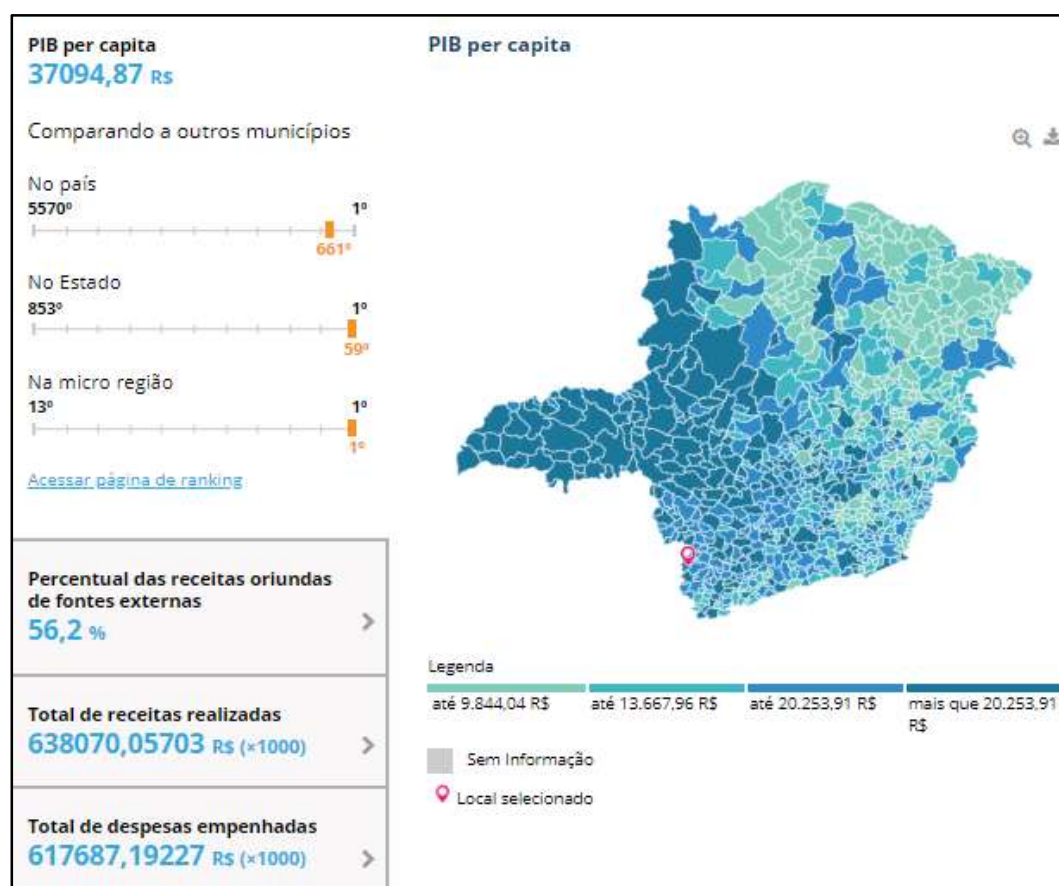 PIB per capita
37094,87 R$
Comparando a outros municípios
No país
5570º 1º
661º
No Estado
853º 1º
59º
Na micro região
13º 1º
1º
Acessar página de ranking
Percentual das receitas oriundas
de fontes externas
56,2 %
Total de receitas realizadas
638070,05703 R$ (×1000)
Total de despesas empenhadas
617687,19227 R$ (×1000)
PIB per capita
Legenda
até 9.844,04 R$ até 13.667,96 R$ até 20.253,91 R$ mais que 20.253,91
R$
Sem Informação
Local selecionado